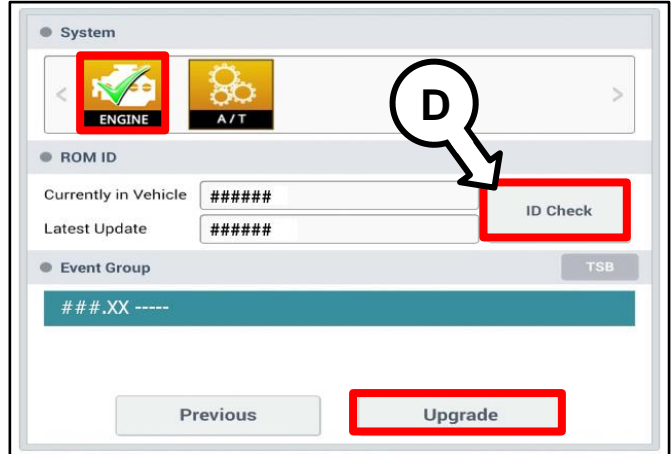 System
ENGINE
A/T
D
ROM ID
Currently in Vehicle ######
ID Check
Latest Update ######
Event Group
TSB
###.XX -----
Previous
Upgrade